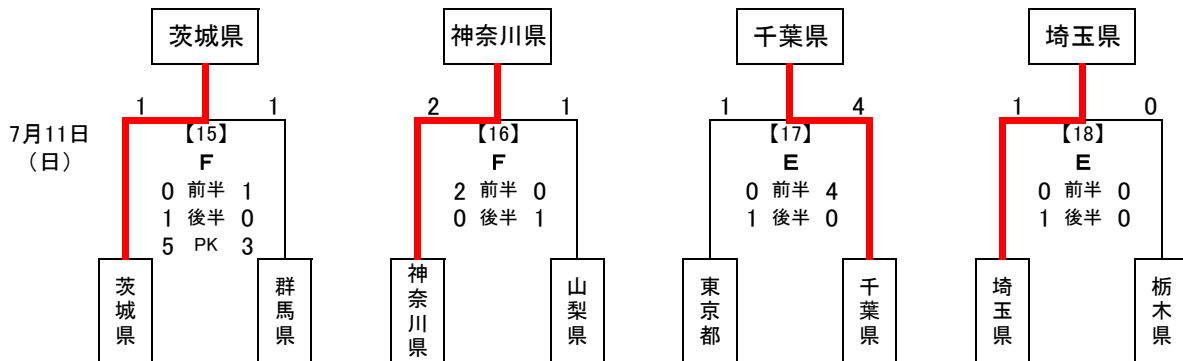 茨城県 神奈川県 千葉県 埼玉県
1 1 2 1 1 4 1 0
7月11日
（日）
【15】 【16】 【17】 【18】
F F E E
0 前半 1 2 前半 0 0 前半 4 0 前半 0
1 後半 0 0 後半 1 1 後半 0 1 後半 0
5 PK 3
茨城県 群馬県 神奈川県 山梨県 東京都 千葉県 埼玉県 栃木県